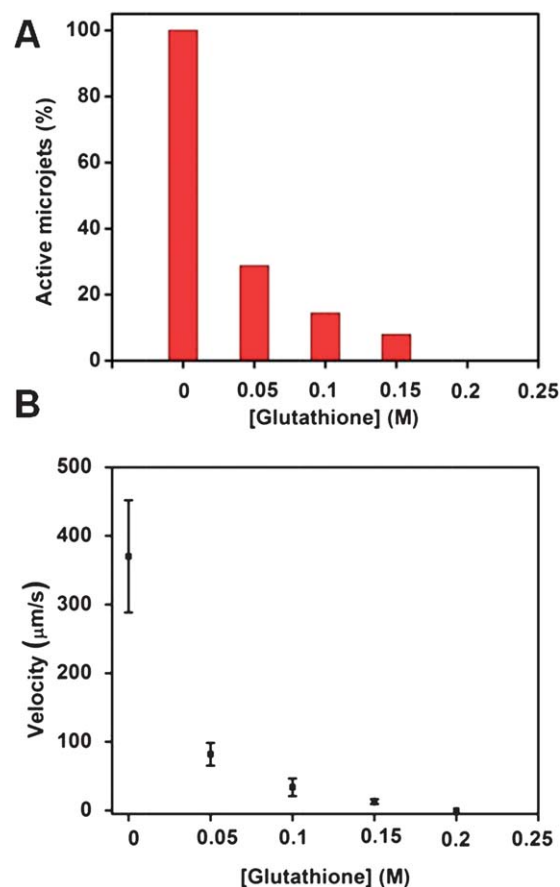 A
Active microjets (%)
100
80
60
40
20
0
0 0.05 0.1 0.15 0.2 0.25
[Glutathione] (M)
B
Velocity (μm/s)
500
400
300
200
100
0
0 0.05 0.1 0.15 0.2 0.25
[Glutathione] (M)